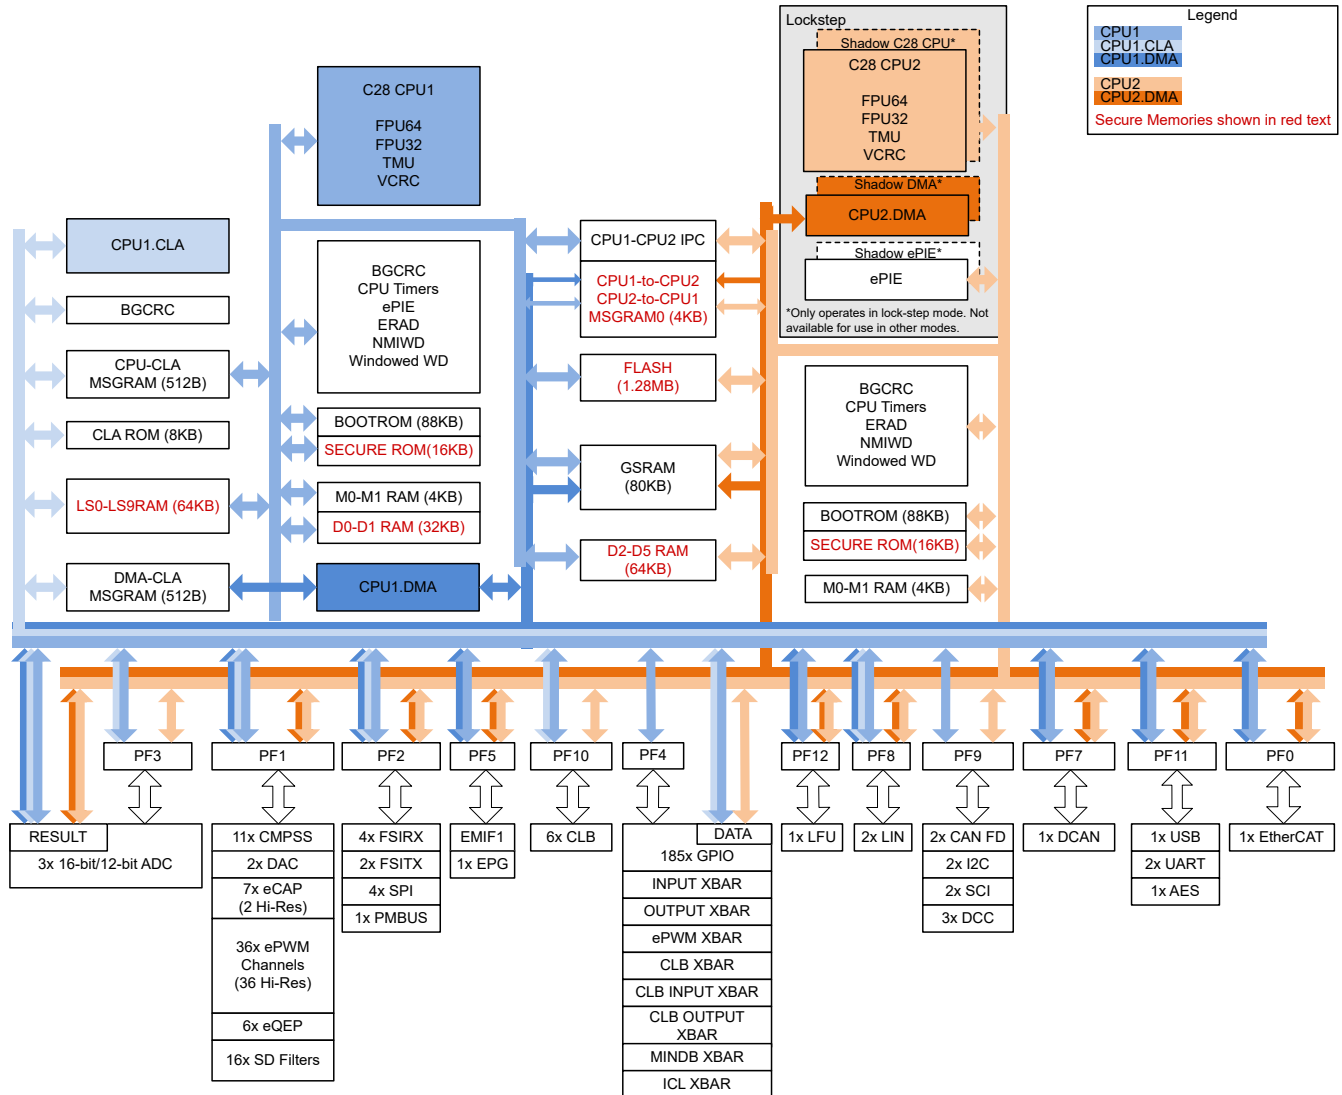 Lockstep
Shadow C28 CPU*
C28 CPU2
FPU64
FPU32
TMU
VCRC
Shadow DMA*
CPU2.DMA
Shadow ePIE*
ePIE
*Only operates in lock-step mode. Not
available for use in other modes.
Legend
CPU1
CPU1.CLA
CPU1.DMA
CPU2
CPU2.DMA
Secure Memories shown in red text
C28 CPU1
FPU64
FPU32
TMU
VCRC
CPU1.CLA
BGCRC
CPU-CLA
MSGRAM (512B)
CLA ROM (8KB)
LS0-LS9RAM (64KB)
DMA-CLA
MSGRAM (512B)
BGCRC
CPU Timers
ePIE
ERAD
NMIWD
Windowed WD
BOOTROM (88KB)
SECURE ROM(16KB)
M0-M1 RAM (4KB)
D0-D1 RAM (32KB)
CPU1.DMA
CPU1-CPU2 IPC
CPU1-to-CPU2
CPU2-to-CPU1
MSGRAM0 (4KB)
FLASH
(1.28MB)
GSRAM
(80KB)
D2-D5 RAM
(64KB)
BGCRC
CPU Timers
ERAD
NMIWD
Windowed WD
BOOTROM (88KB)
SECURE ROM(16KB)
M0-M1 RAM (4KB)
PF3
PF1
PF2
PF5
PF10
PF4
PF12
PF8
PF9
PF7
PF11
PF0
RESULT
3x 16-bit/12-bit ADC
11x CMPSS
2x DAC
7x eCAP
(2 Hi-Res)
36x ePWM
Channels
(36 Hi-Res)
6x eQEP
16x SD Filters
4x FSIRX
2x FSITX
4x SPI
1x PMBUS
EMIF1
1x EPG
6x CLB
DATA
185x GPIO
INPUT XBAR
OUTPUT XBAR
ePWM XBAR
CLB XBAR
CLB INPUT XBAR
CLB OUTPUT
XBAR
MINDB XBAR
ICL XBAR
1x LFU
2x LIN
2x CAN FD
2x I2C
2x SCI
3x DCC
1x DCAN
1x USB
2x UART
1x AES
1x EtherCAT